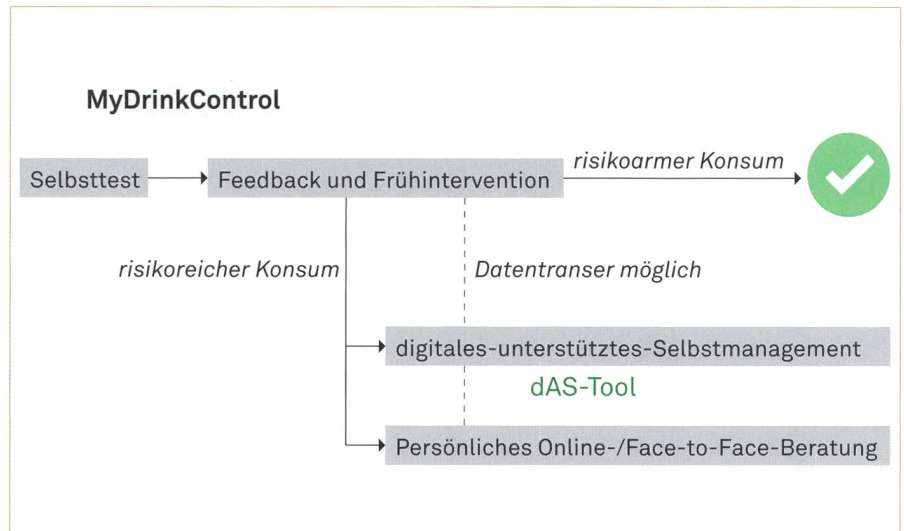 MyDrinkControl
Selbsttest
Feedback und Frühintervention
risikoarmer Konsum
risikoreicher Konsum
Datentranser möglich
digitales-unterstütztes-Selbstmanagement
dAS-Tool
Persönliches Online-/Face-to-Face-Beratung